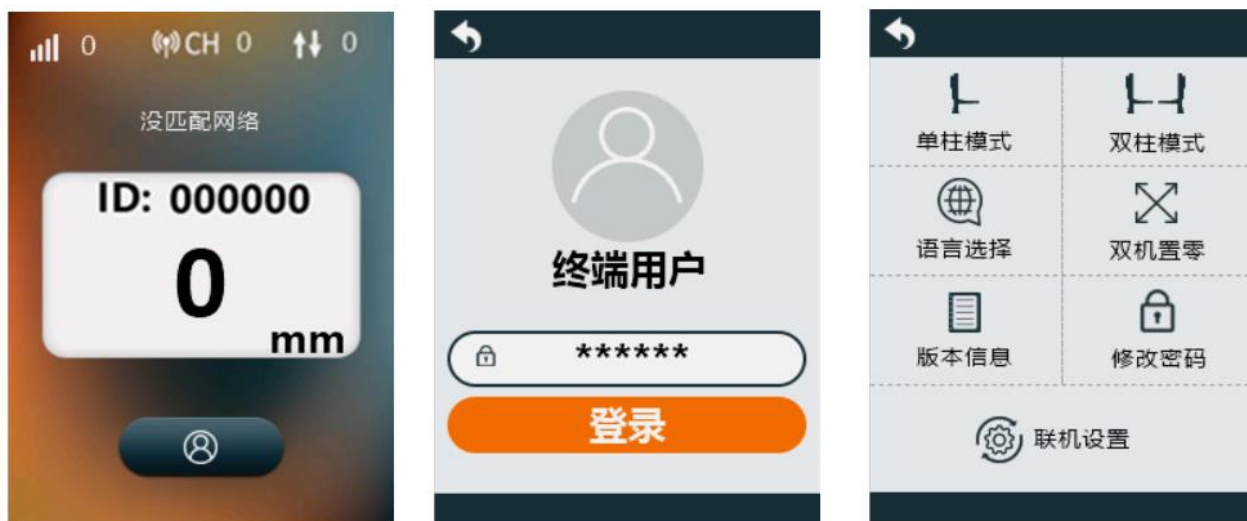 0 CH 0 0
没匹配网络
ID: 000000
0
mm
终端用户
******
登录
单柱模式 双柱模式
语言选择 双机置零
版本信息 修改密码
联机设置